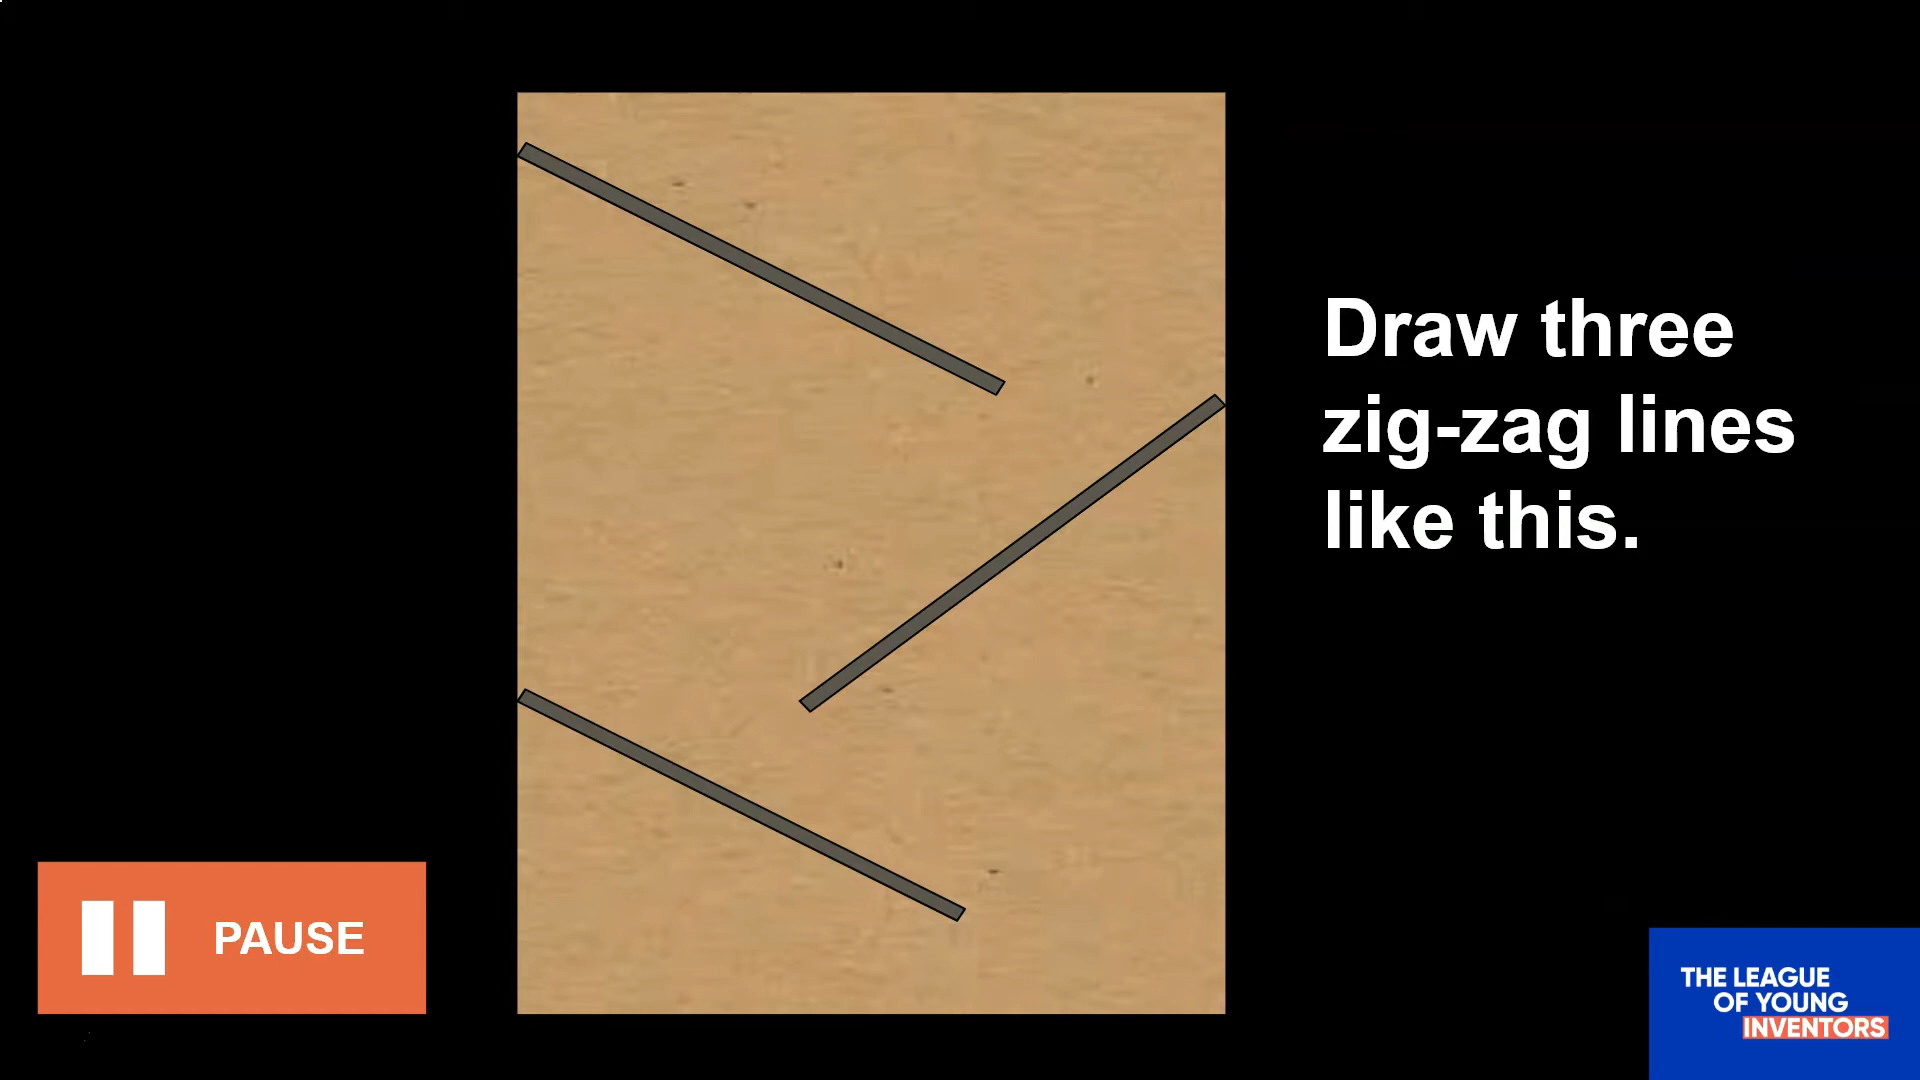 Draw three
zig-zag lines
like this.
PAUSE
THE LEAGUE
OF YOUNG
INVENTORS